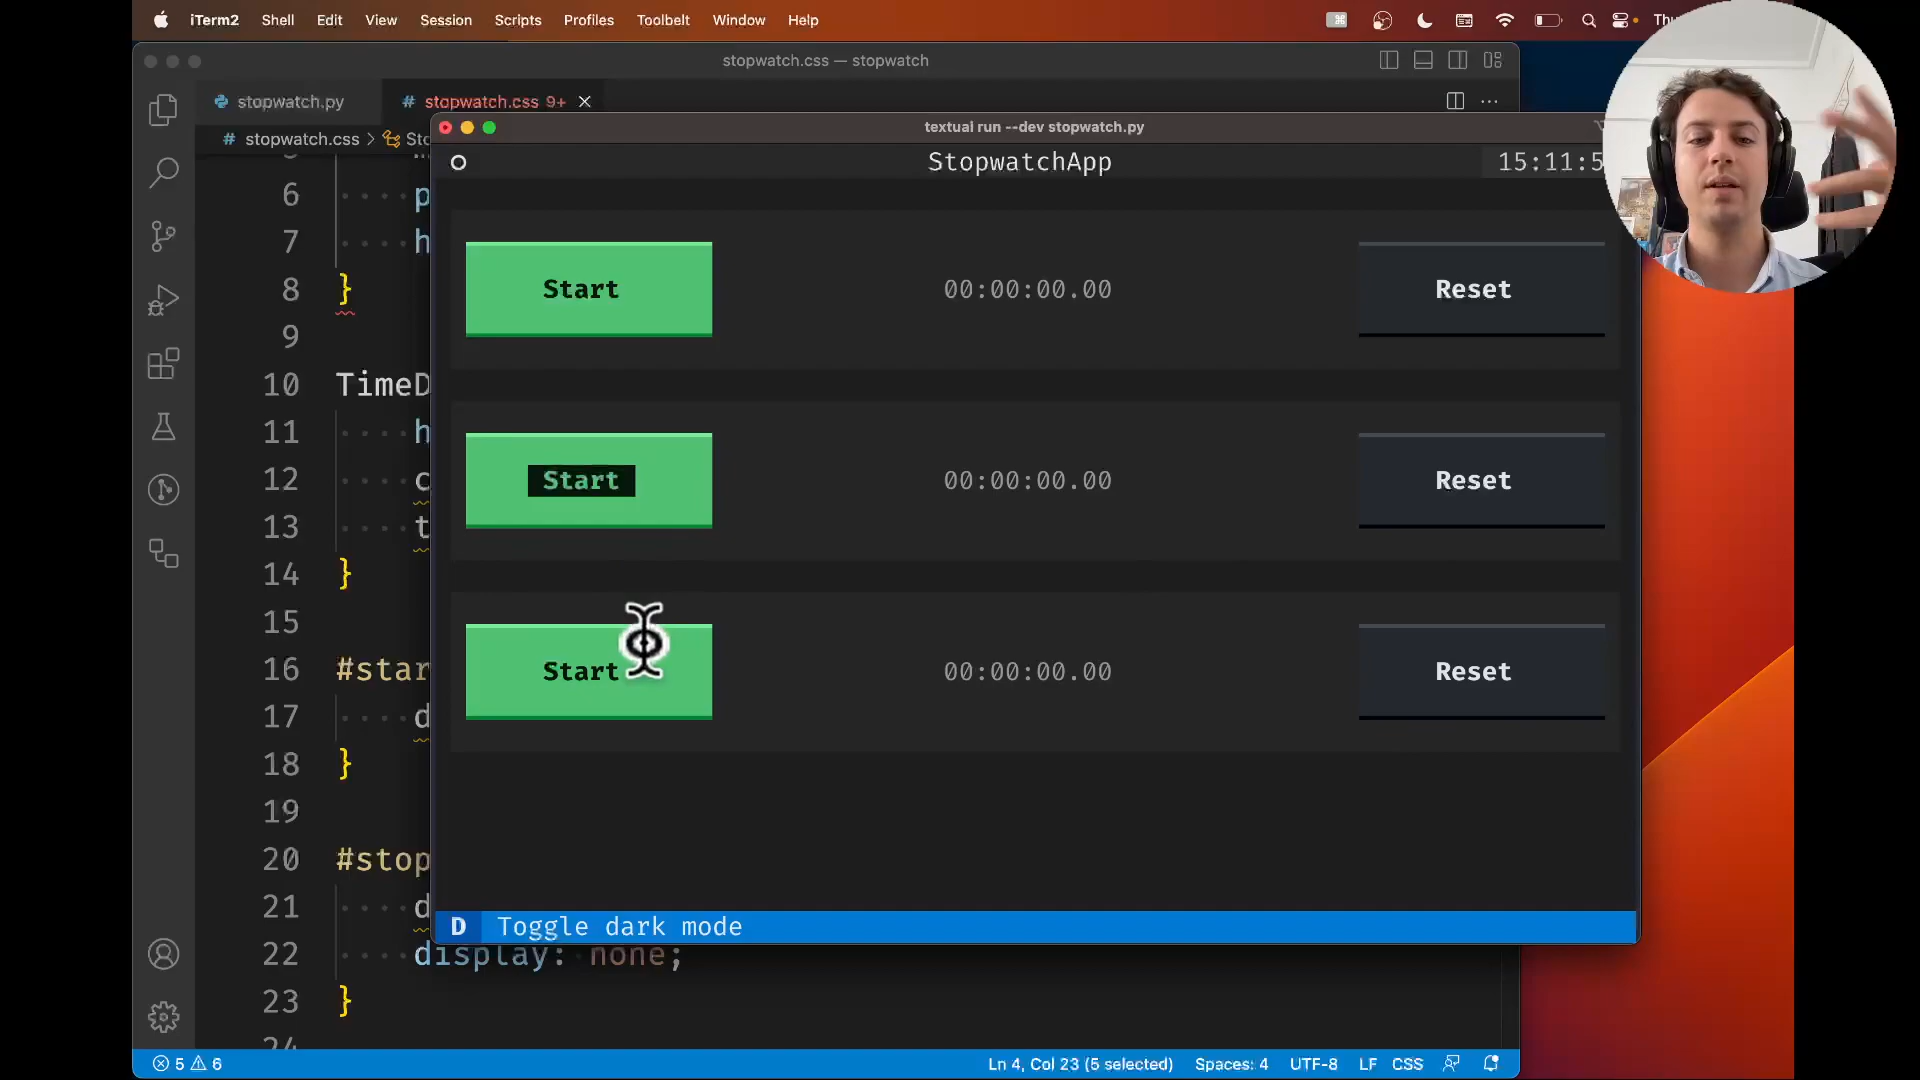 iTerm2 Shell Edit View Session Scripts Profiles Toolbelt Window Help
stopwatch.css — stopwatch
stopwatch.py
# stopwatch.css 9+
# stopwatch.css >
textual run --dev stopwatch.py
StopwatchApp 15:11:5
6 p
7 h
8 }
9
10 TimeD
11 h
12 c
13 t
14 }
15
16 #star
17 d
18 }
19
20 #stop
21 d
22 display: none;
23 }
24
Start 00:00:00.00 Reset
Start 00:00:00.00 Reset
Start 00:00:00.00 Reset
D Toggle dark mode
5 6 Ln 4, Col 23 (5 selected) Spaces: 4 UTF-8 LF CSS